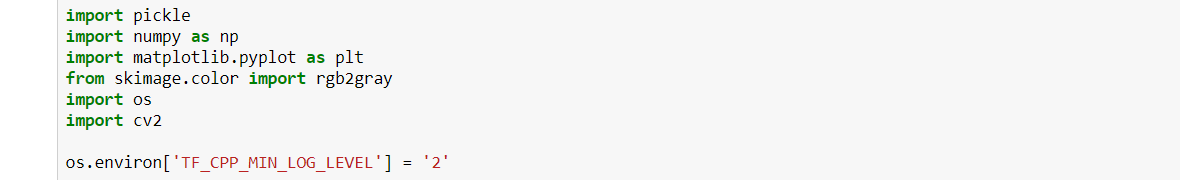 import pickle
import numpy as np
import matplotlib.pyplot as plt
from skimage.color import rgb2gray
import os
import cv2

os.environ['TF_CPP_MIN_LOG_LEVEL'] = '2'